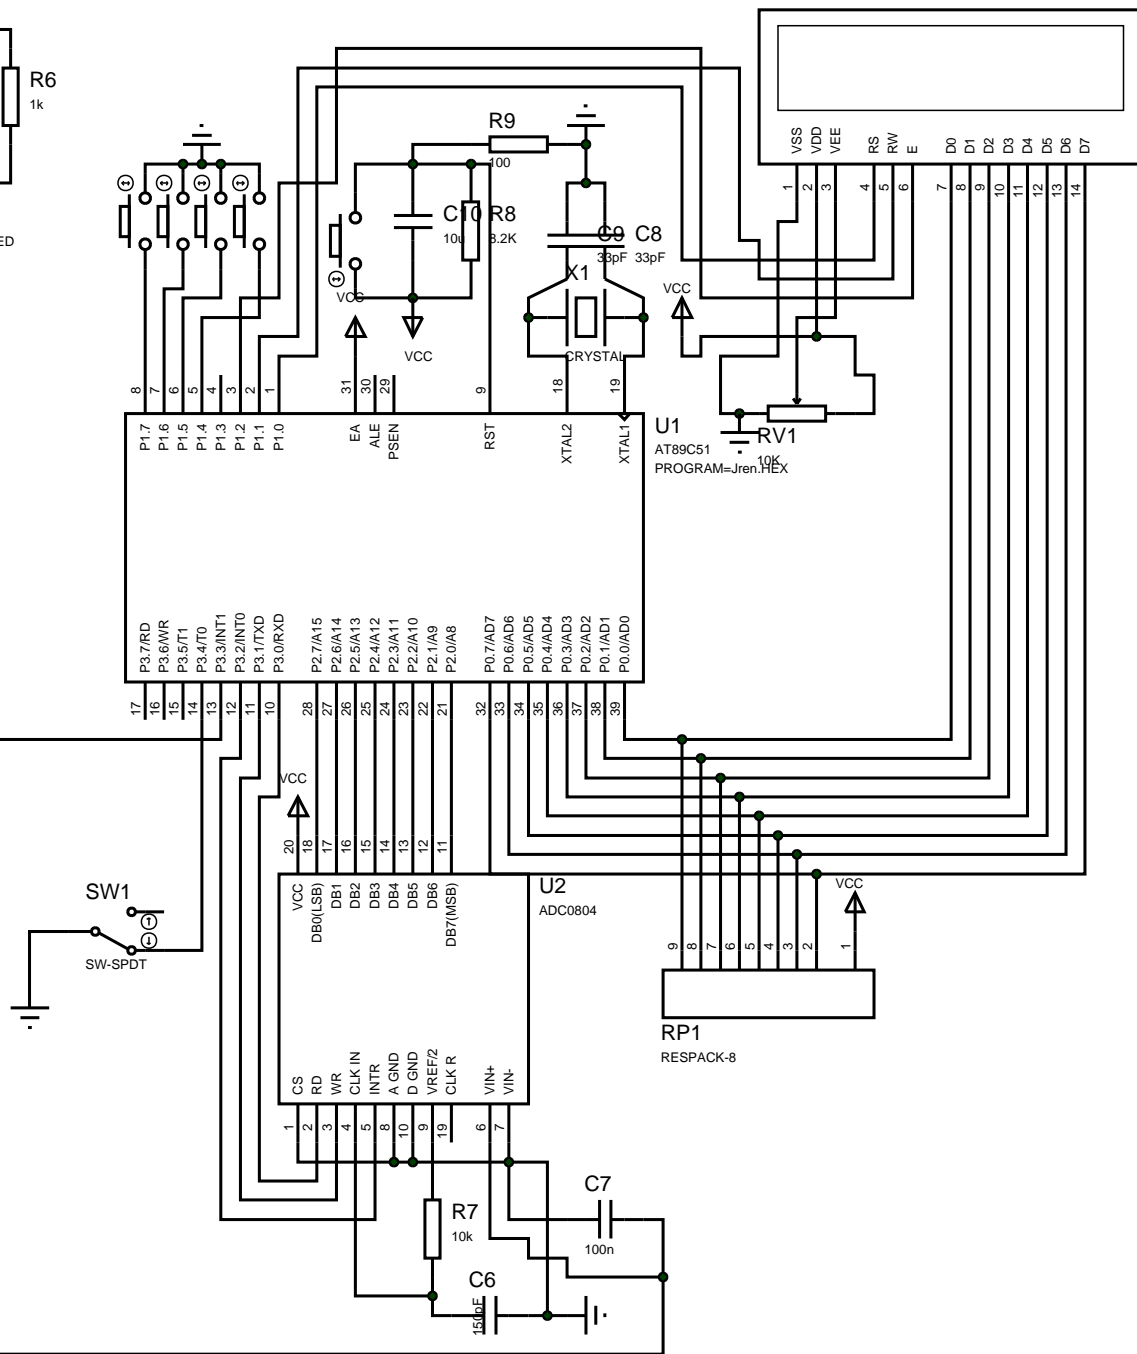 R6
1k
ED
R9
100
C10
10u
R8
8.2K
C9
33pF
C8
33pF
X1
CRYSTAL
VCC
VCC
VCC
VSS
VDD
VEE
RS
RW
E
D0
D1
D2
D3
D4
D5
D6
D7
1
2
3
4
5
6
7
8
9
10
11
12
13
14
8
7
6
5
4
3
2
1
31
30
29
9
18
19
P1.7
P1.6
P1.5
P1.4
P1.3
P1.2
P1.1
P1.0
EA
ALE
PSEN
RST
XTAL2
XTAL1
U1
AT89C51
PROGRAM=Jren.HEX
RV1
10K
P3.7/RD
P3.6/WR
P3.5/T1
P3.4/T0
P3.3/INT1
P3.2/INT0
P3.1/TXD
P3.0/RXD
P2.7/A15
P2.6/A14
P2.5/A13
P2.4/A12
P2.3/A11
P2.2/A10
P2.1/A9
P2.0/A8
P0.7/AD7
P0.6/AD6
P0.5/AD5
P0.4/AD4
P0.3/AD3
P0.2/AD2
P0.1/AD1
P0.0/AD0
17
16
15
14
13
12
11
10
28
27
26
25
24
23
22
21
32
33
34
35
36
37
38
39
VCC
20
18
17
16
15
14
13
12
11
VCC
DB0(LSB)
DB1
DB2
DB3
DB4
DB5
DB6
DB7(MSB)
U2
ADC0804
SW1
SW-SPDT
VCC
9
8
7
6
5
4
3
2
1
RP1
RESPACK-8
CS
RD
WR
CLK IN
INTR
A GND
D GND
VREF/2
CLK R
VIN+
VIN-
1
2
3
4
5
8
10
9
19
6
7
R7
10k
C7
100n
C6
150pF